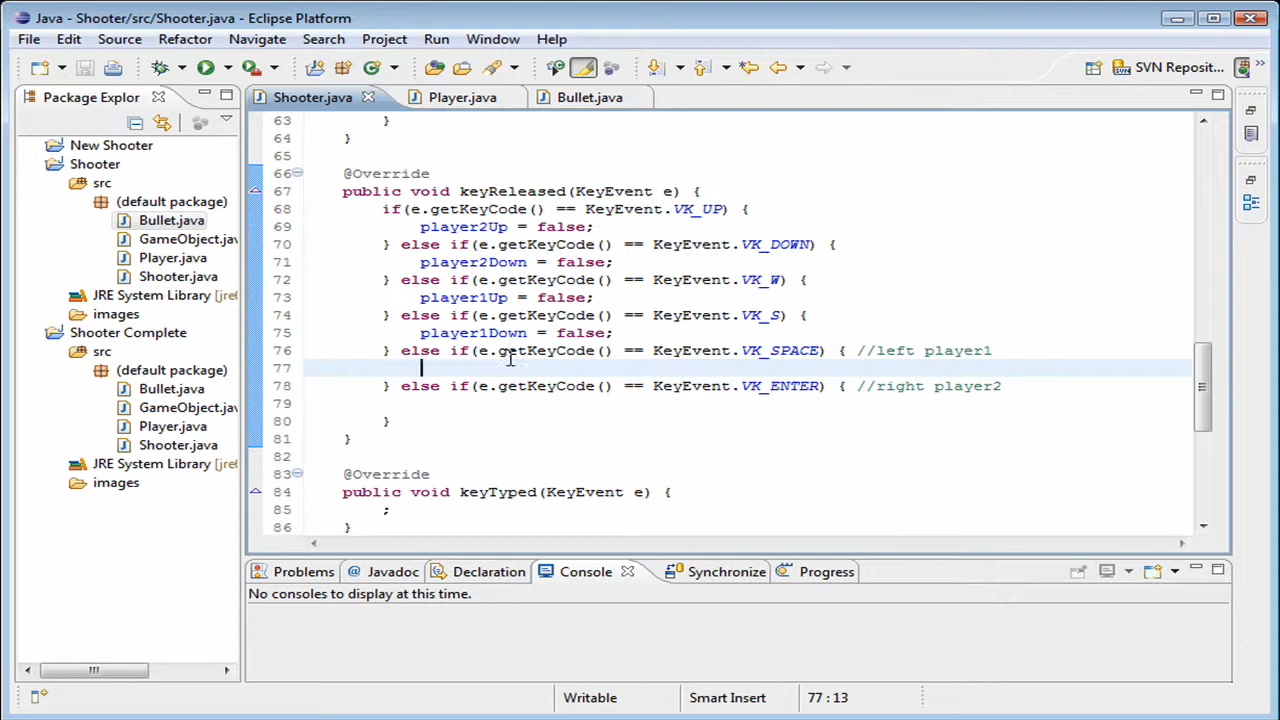 Java - Shooter/src/Shooter.java - Eclipse Platform
File Edit Source Refactor Navigate Search Project Run Window Help
SVN Reposit...
Package Explor
Shooter.java Player.java Bullet.java
New Shooter
Shooter
src
(default package)
Bullet.java
GameObject.jav
Player.java
Shooter.java
JRE System Library [jre
images
Shooter Complete
src
(default package)
Bullet.java
GameObject.jav
Player.java
Shooter.java
JRE System Library [jre
images
63 }
64 }
65
66 @Override
67 public void keyReleased(KeyEvent e) {
68 if(e.getKeyCode() == KeyEvent.VK_UP) {
69 player2Up = false;
70 } else if(e.getKeyCode() == KeyEvent.VK_DOWN) {
71 player2Down = false;
72 } else if(e.getKeyCode() == KeyEvent.VK_W) {
73 player1Up = false;
74 } else if(e.getKeyCode() == KeyEvent.VK_S) {
75 player1Down = false;
76 } else if(e.getKeyCode() == KeyEvent.VK_SPACE) { //left player1
77
78 } else if(e.getKeyCode() == KeyEvent.VK_ENTER) { //right player2
79
80 }
81 }
82
83 @Override
84 public void keyTyped(KeyEvent e) {
85 ;
86 }
Problems @ Javadoc Declaration Console Synchronize Progress
No consoles to display at this time.
Writable Smart Insert 77 : 13